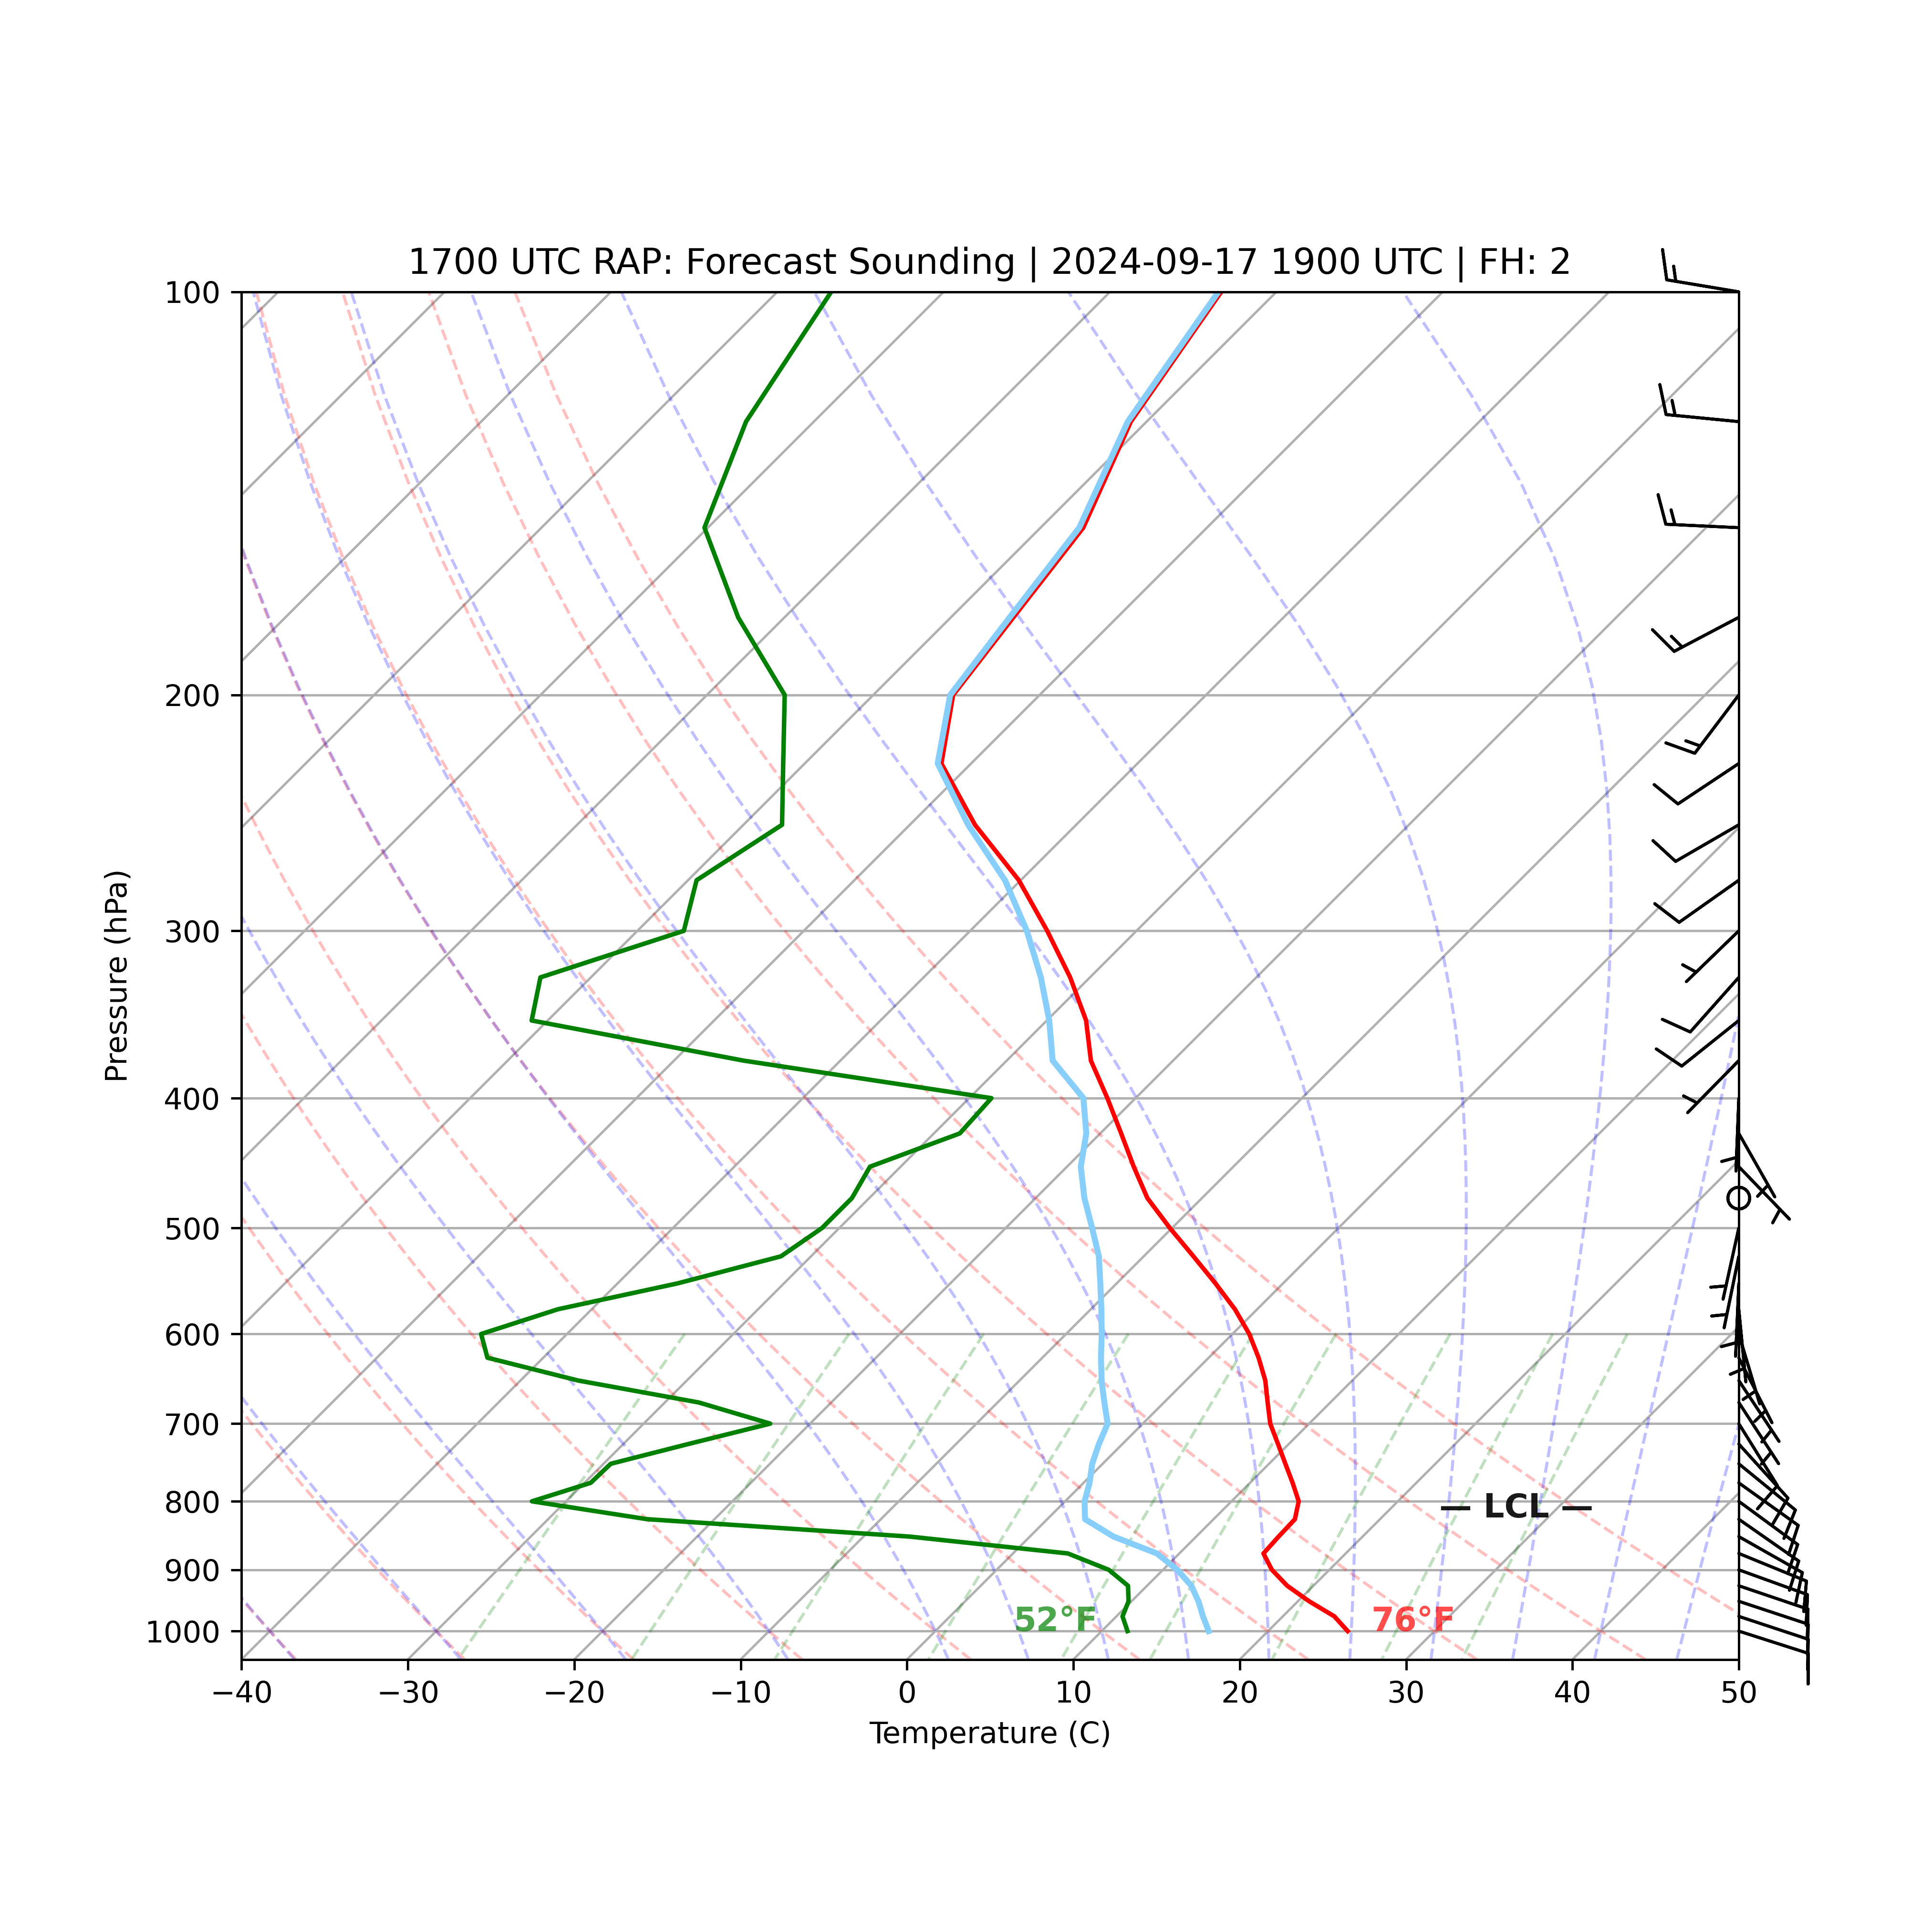 1700 UTC RAP: Forecast Sounding | 2024-09-17 1900 UTC | FH: 2
100
200
300
400
500
600
700
800
900
1000
Pressure (hPa)
— LCL —
52°F
76°F
−40 −30 −20 −10 0 10 20 30 40 50
Temperature (C)